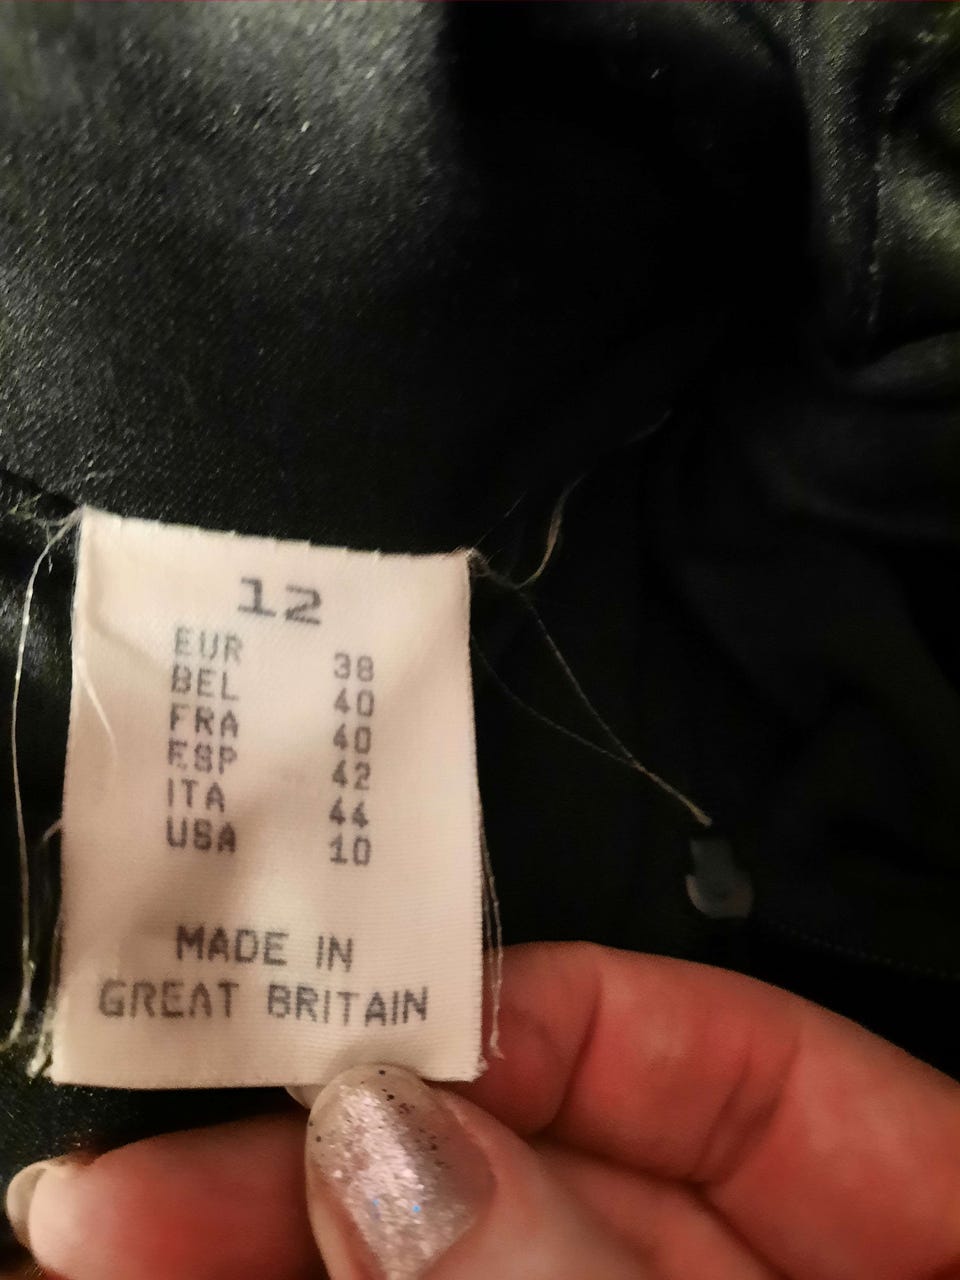 12
EUR 38
BEL 40
FRA 40
ESP 42
ITA 44
USA 10
MADE IN
GREAT BRITAIN